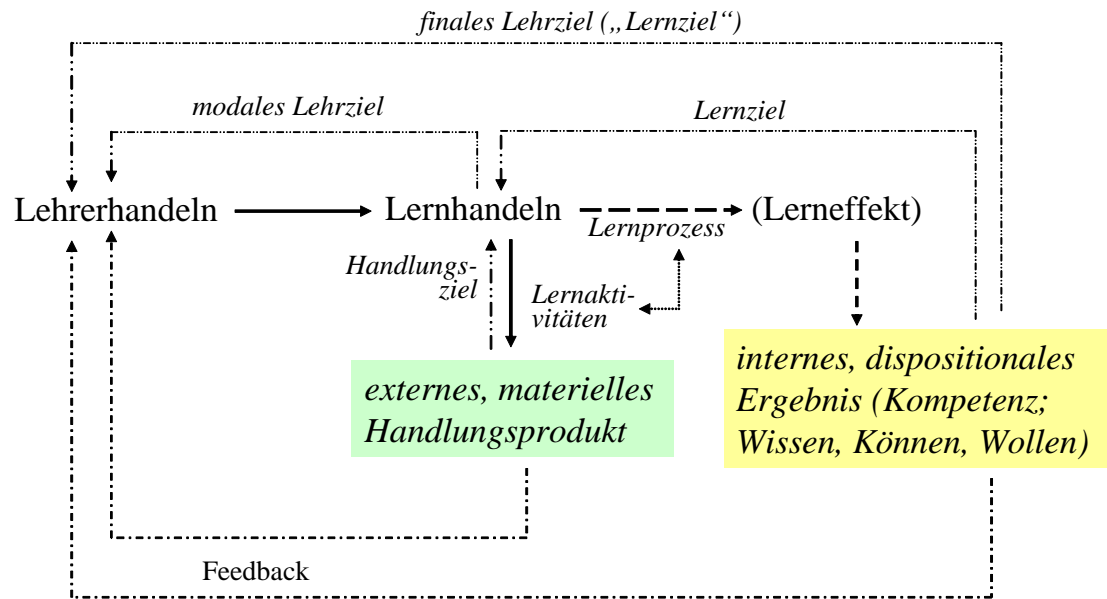 finales Lehrziel („Lernziel“)
modales Lehrziel
Lernziel
Lehrerhandeln
Lernhandeln
Lernprozess
(Lerneffekt)
Handlungs-
ziel
Lernakti-
vitäten
externes, materielles
Handlungsprodukt
internes, dispositionales
Ergebnis (Kompetenz;
Wissen, Können, Wollen)
Feedback